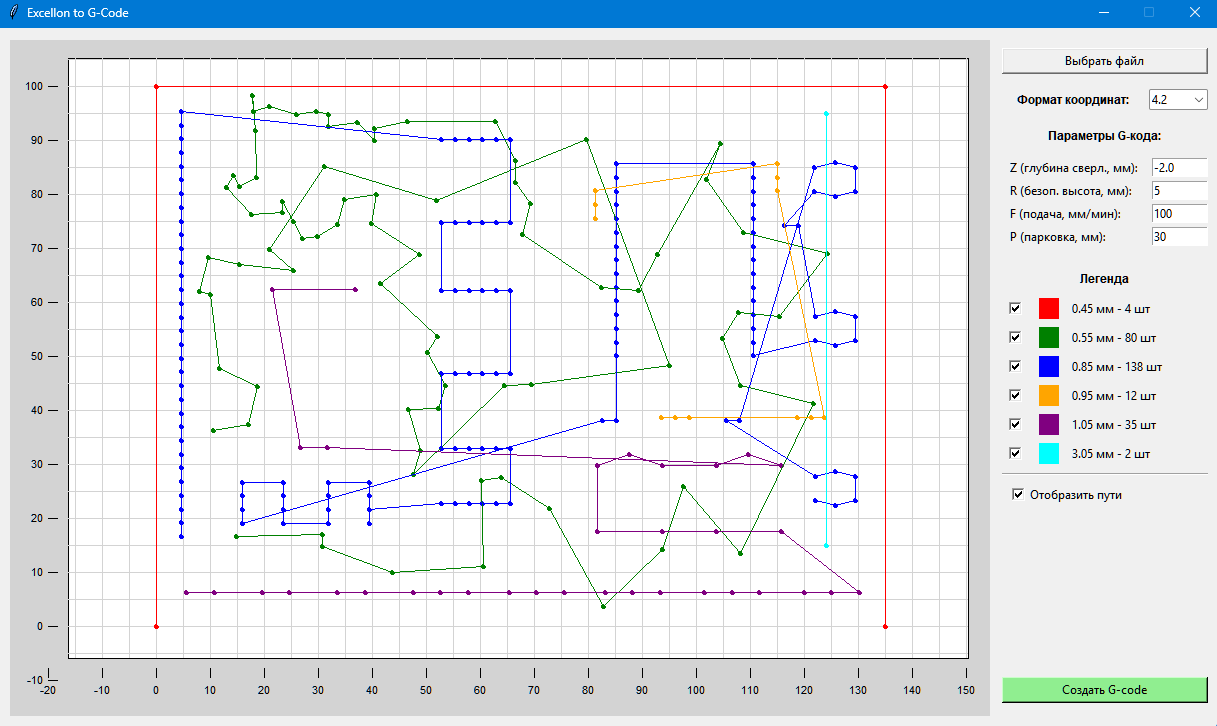 Excellon to G-Code
Выбрать файл
Формат координат: 4.2
Параметры G-кода:
Z (глубина сверл., мм): -2.0
R (безоп. высота, мм): 5
F (подача, мм/мин): 100
P (парковка, мм): 30
Легенда
0.45 мм - 4 шт
0.55 мм - 80 шт
0.85 мм - 138 шт
0.95 мм - 12 шт
1.05 мм - 35 шт
3.05 мм - 2 шт
Отобразить пути
Создать G-code
100
90
80
70
60
50
40
30
20
10
0
-10
-20 -10 0 10 20 30 40 50 60 70 80 90 100 110 120 130 140 150